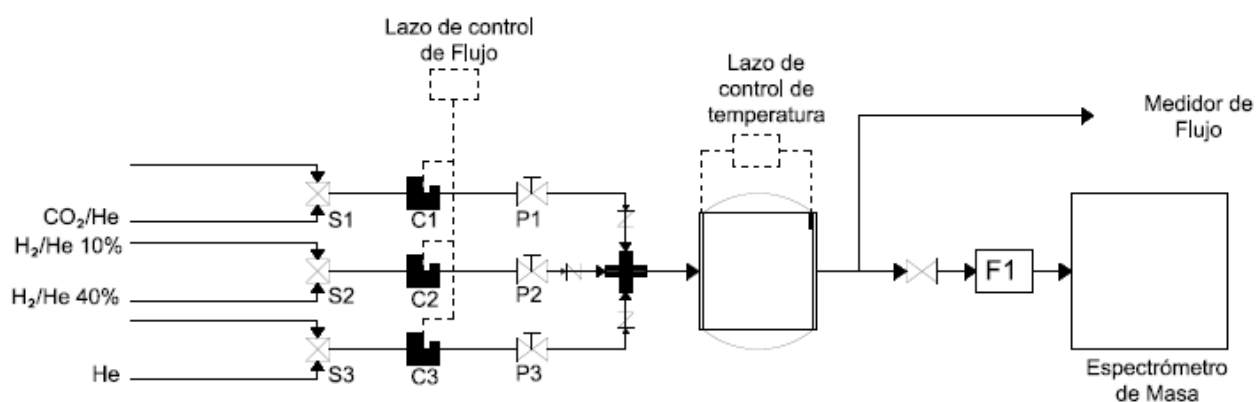 Lazo de control
de Flujo
Lazo de
control de
temperatura
Medidor de
Flujo
CO₂/He
S1
C1
P1
H₂/He 10%
H₂/He 40%
S2
C2
P2
F1
He
S3
C3
P3
Espectrómetro
de Masa